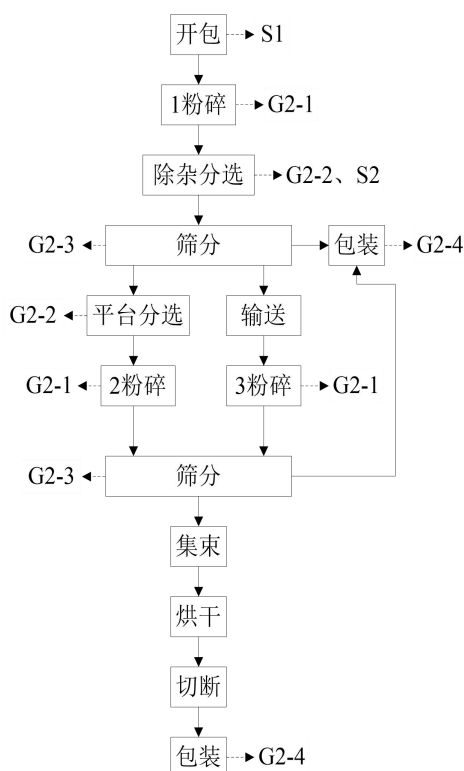 开包 S1
1粉碎 G2-1
除杂分选 G2-2、S2
G2-3 筛分 包装 G2-4
G2-2 平台分选 输送
G2-1 2粉碎 3粉碎 G2-1
G2-3 筛分
集束
烘干
切断
包装 G2-4